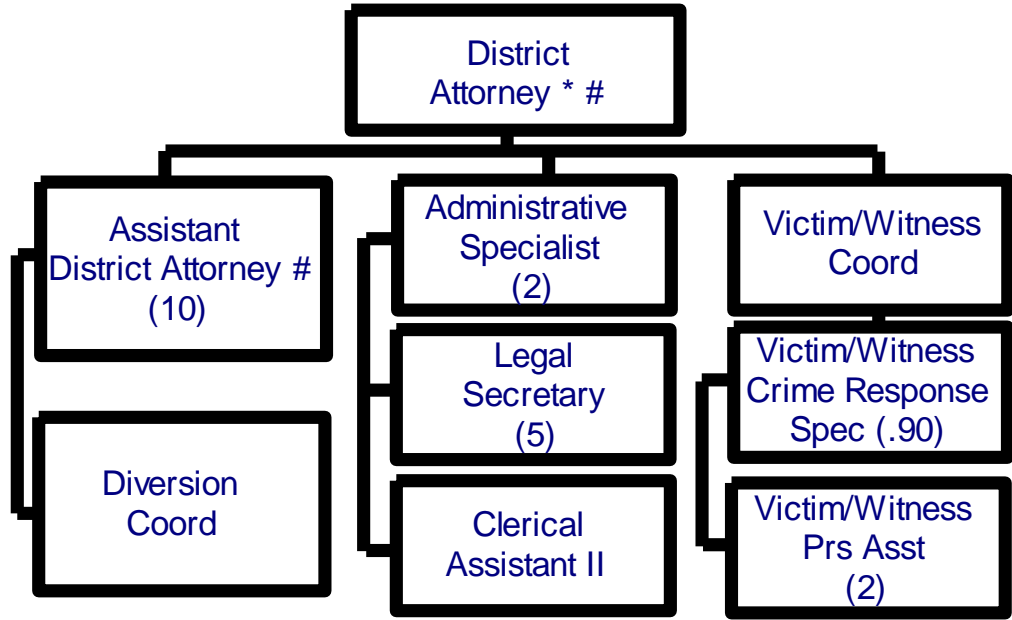 District
Attorney * #
Assistant
District Attorney #
(10)
Administrative
Specialist
(2)
Victim/Witness
Coord
Diversion
Coord
Legal
Secretary
(5)
Clerical
Assistant II
Victim/Witness
Crime Response
Spec (.90)
Victim/Witness
Prs Asst
(2)